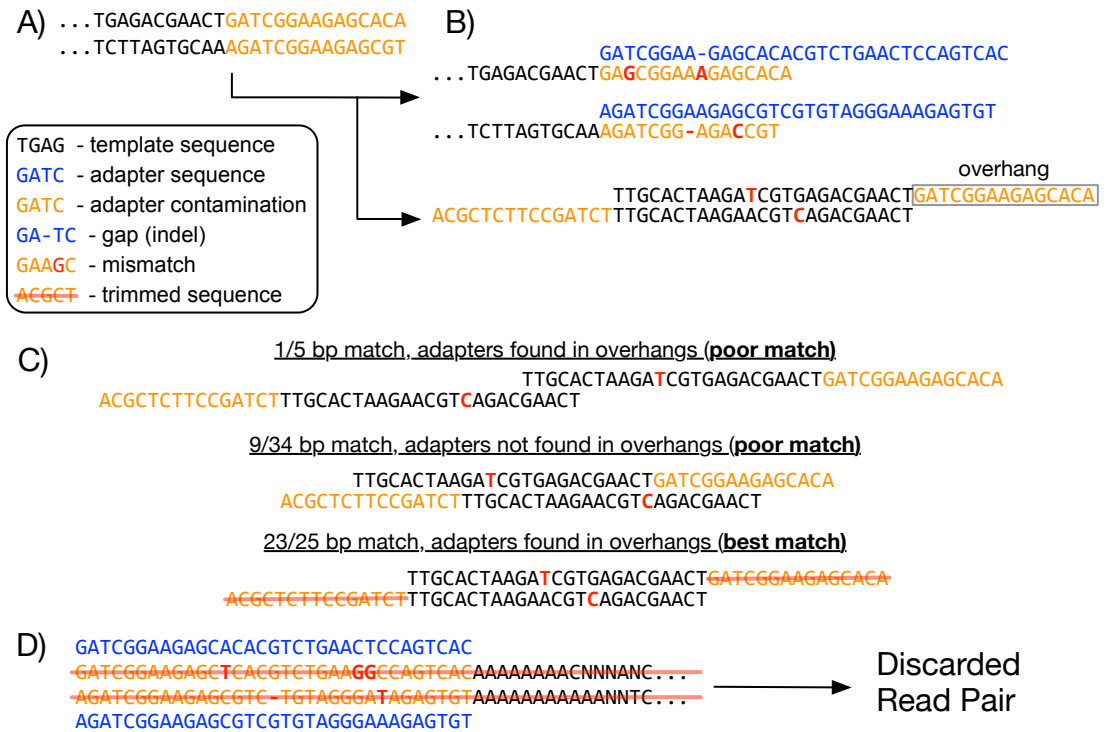 A)
...TGAGACGAACTGATCGGAAGAGCACA
...TCTTAGTGCAAAGATCGGAAGAGCGT
TGAG - template sequence
GATC - adapter sequence
GATC - adapter contamination
GA-TC - gap (indel)
GAAGC - mismatch
ACGCT - trimmed sequence
B)
GATCGGAA-GAGCACACGTCTGAACTCCAGTCAC
...TGAGACGAACTGAGCGGAAAGAGCACA
AGATCGGAAGAGCGTCGTGTAGGGAAAGAGTGT
...TCTTAGTGCAAAGATCGG-AGACCGT
overhang
TTGCACTAAGATCGTGAGACGAACTGATCGGAAGAGCACA
ACGCTCTTCCGATCTTTGCACTAAGAACGTCAGACGAACT
C)
1/5 bp match, adapters found in overhangs (poor match)
TTGCACTAAGATCGTGAGACGAACTGATCGGAAGAGCACA
ACGCTCTTCCGATCTTTGCACTAAGAACGTCAGACGAACT
9/34 bp match, adapters not found in overhangs (poor match)
TTGCACTAAGATCGTGAGACGAACTGATCGGAAGAGCACA
ACGCTCTTCCGATCTTTGCACTAAGAACGTCAGACGAACT
23/25 bp match, adapters found in overhangs (best match)
TTGCACTAAGATCGTGAGACGAACTGATCGGAAGAGCACA
ACGCTCTTCCGATCTTTGCACTAAGAACGTCAGACGAACT
D)
GATCGGAAGAGCACACGTCTGAACTCCAGTCAC
GATCGGAAGAGCTCACGTCTGAAGGCCAGTCACAAAAAAAACNNNANC...
AGATCGGAAGAGCGTC-TGTAGGGATAGAGTGTAAAAAAAAAAAANNTC...
AGATCGGAAGAGCGTCGTGTAGGGAAAGAGTGT
Discarded
Read Pair